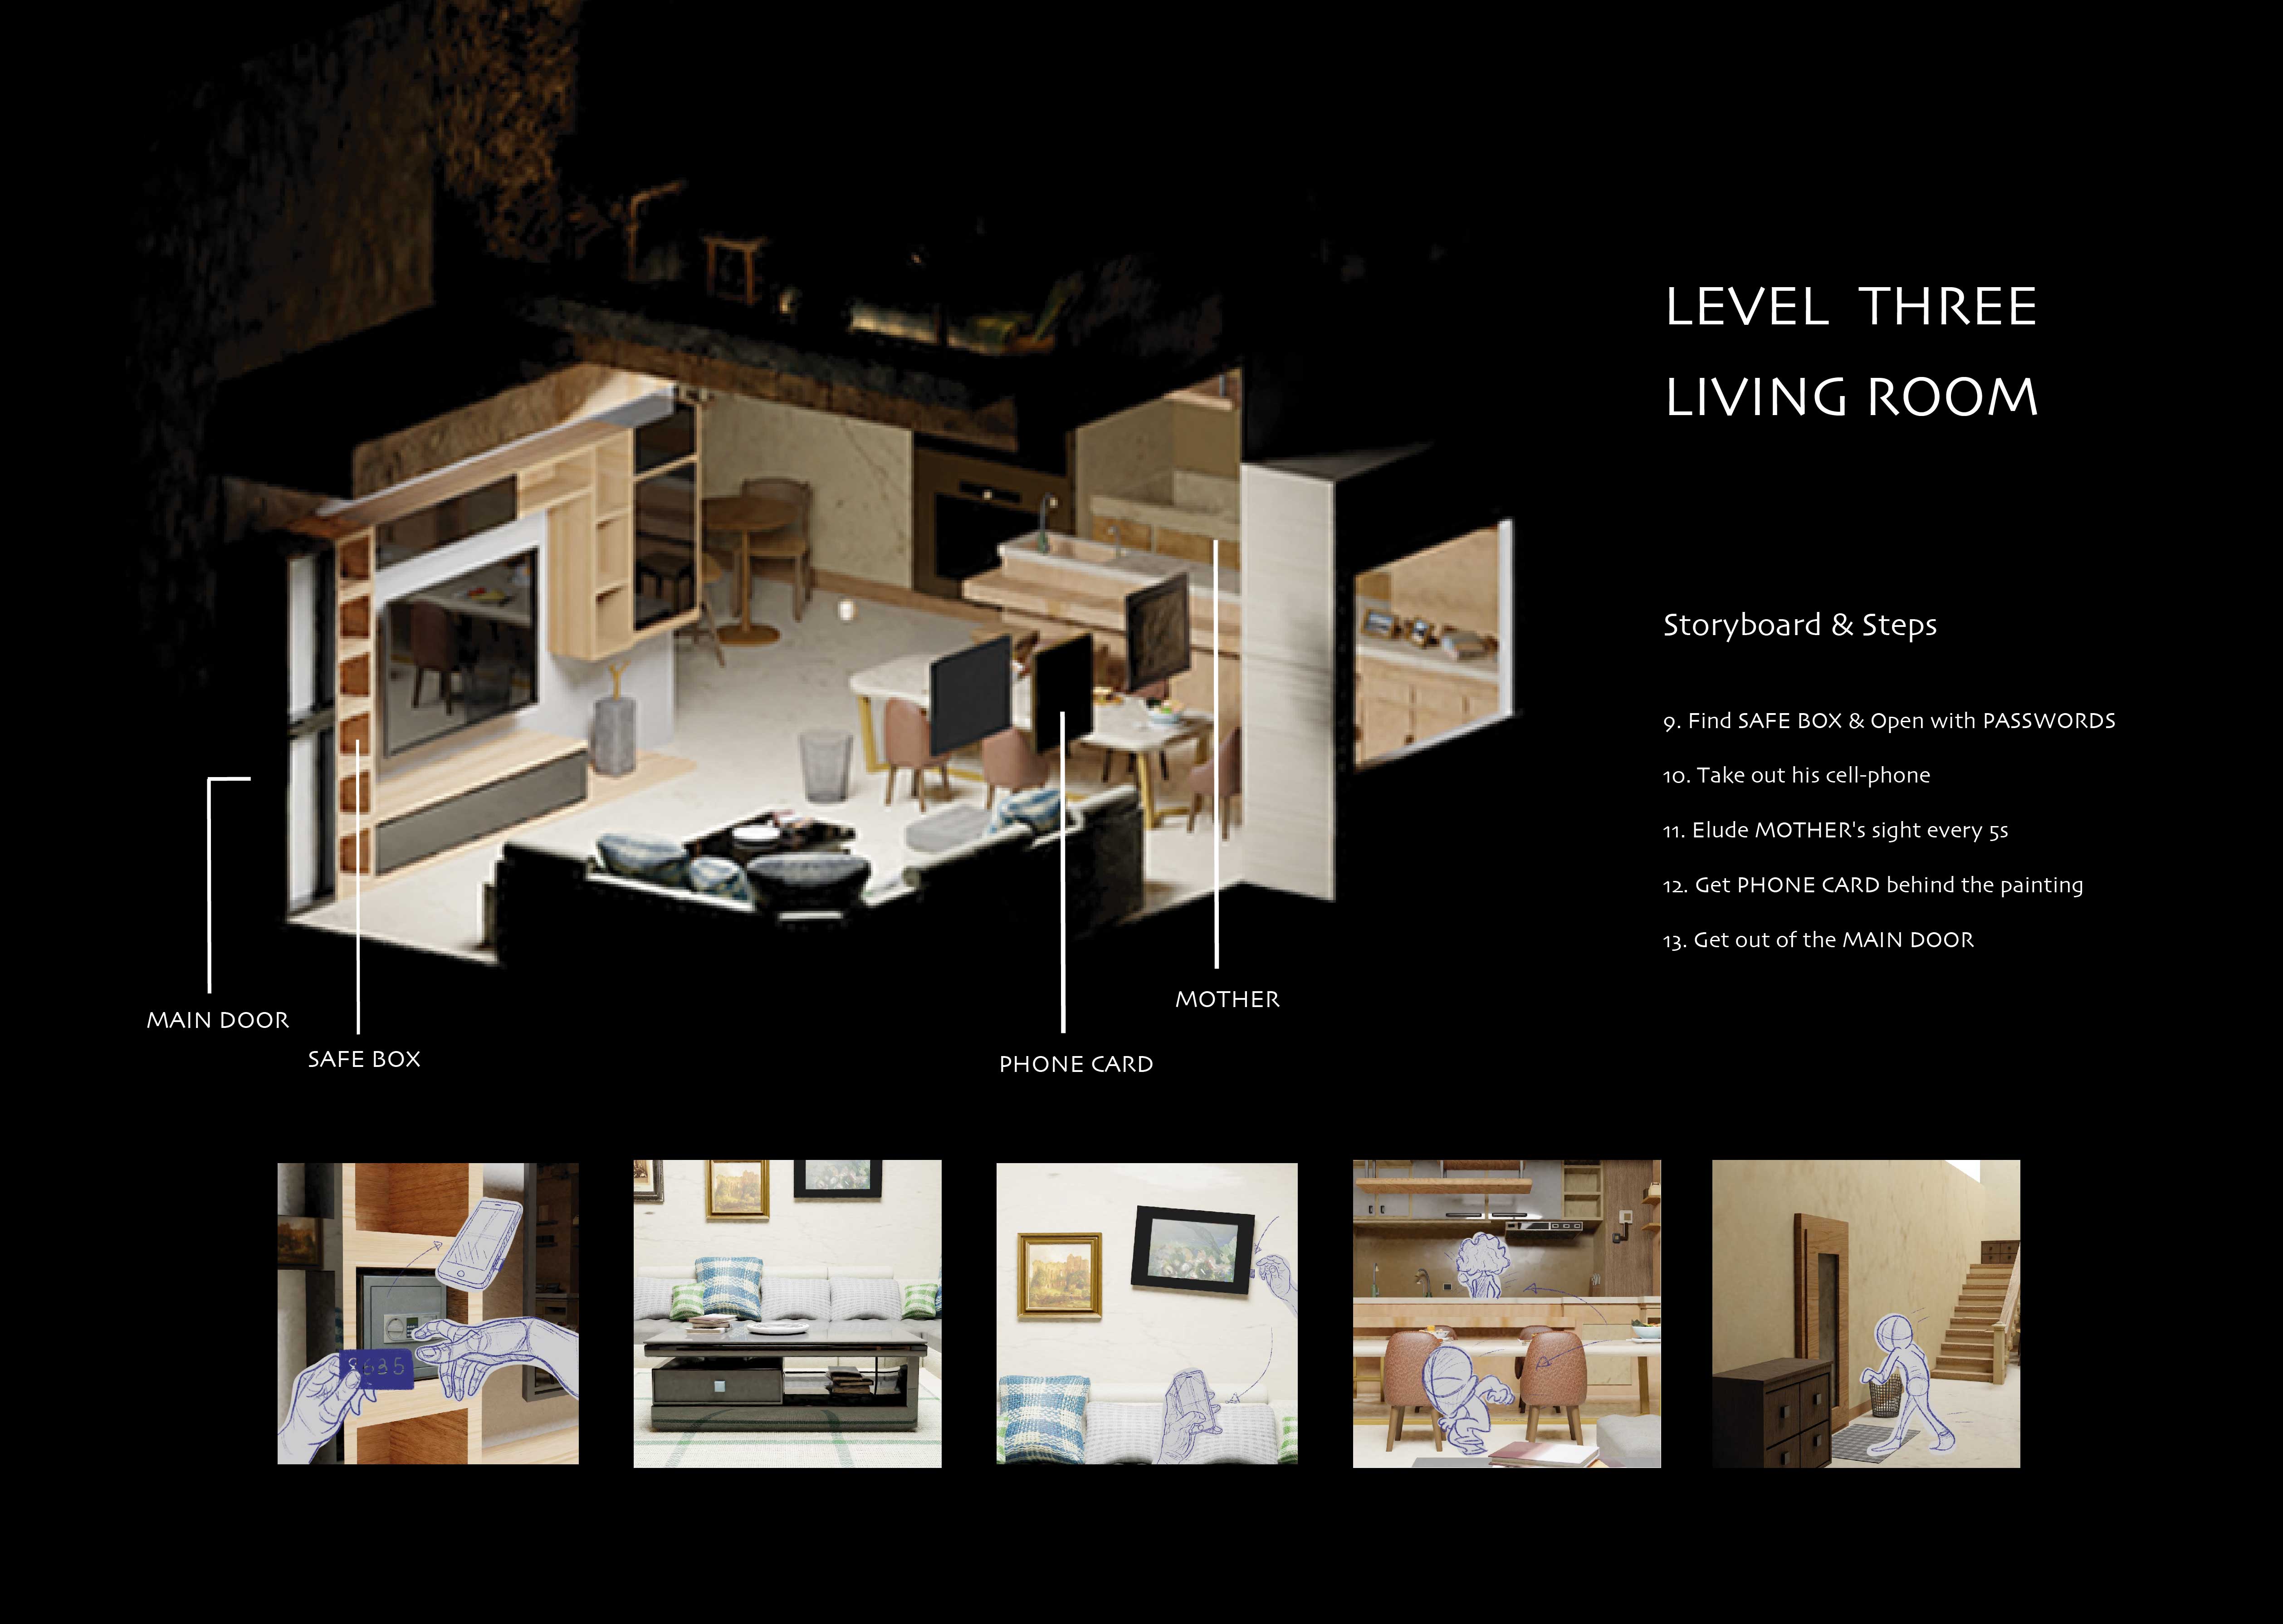 LEVEL THREE
LIVING ROOM
Storyboard & Steps
9. Find SAFE BOX & Open with PASSWORDS
10. Take out his cell-phone
11. Elude MOTHER's sight every 5s
12. Get PHONE CARD behind the painting
13. Get out of the MAIN DOOR
MAIN DOOR
SAFE BOX
PHONE CARD
MOTHER